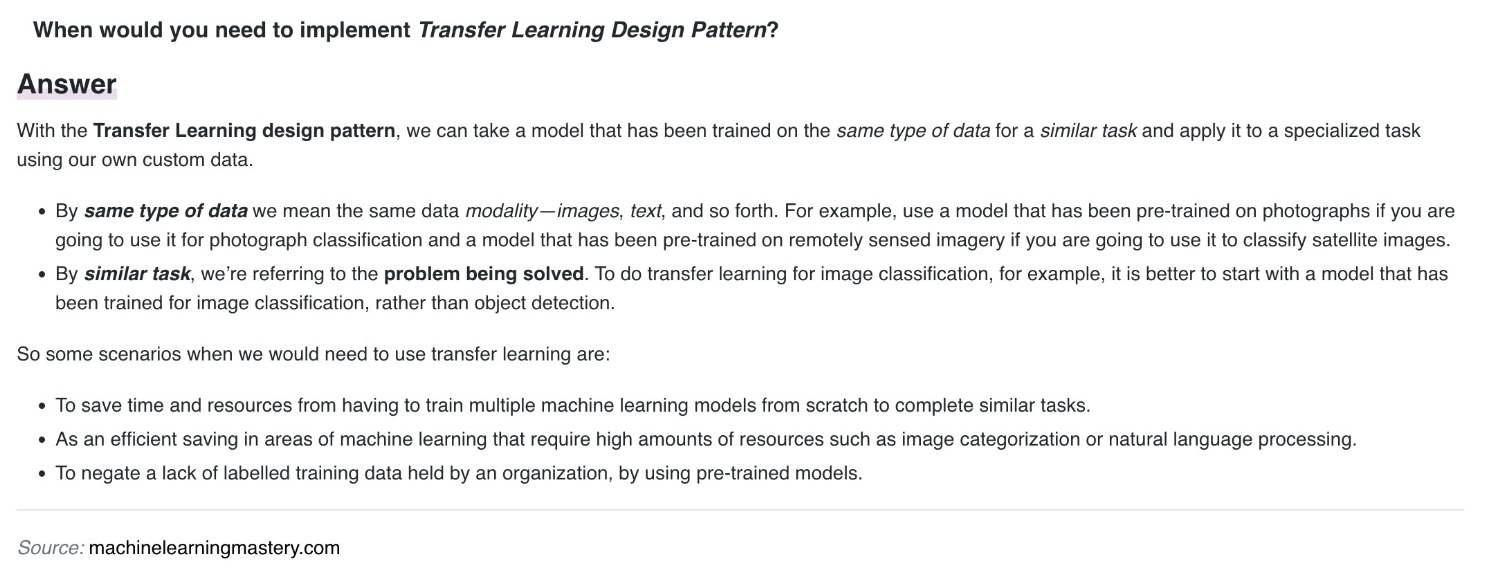 When would you need to implement Transfer Learning Design Pattern?
Answer
With the Transfer Learning design pattern, we can take a model that has been trained on the same type of data for a similar task and apply it to a specialized task
using our own custom data.
• By same type of data we mean the same data modality—images, text, and so forth. For example, use a model that has been pre-trained on photographs if you are
going to use it for photograph classification and a model that has been pre-trained on remotely sensed imagery if you are going to use it to classify satellite images.
• By similar task, we're referring to the problem being solved. To do transfer learning for image classification, for example, it is better to start with a model that has
been trained for image classification, rather than object detection.
So some scenarios when we would need to use transfer learning are:
• To save time and resources from having to train multiple machine learning models from scratch to complete similar tasks.
• As an efficient saving in areas of machine learning that require high amounts of resources such as image categorization or natural language processing.
• To negate a lack of labelled training data held by an organization, by using pre-trained models.
Source: machinelearningmastery.com